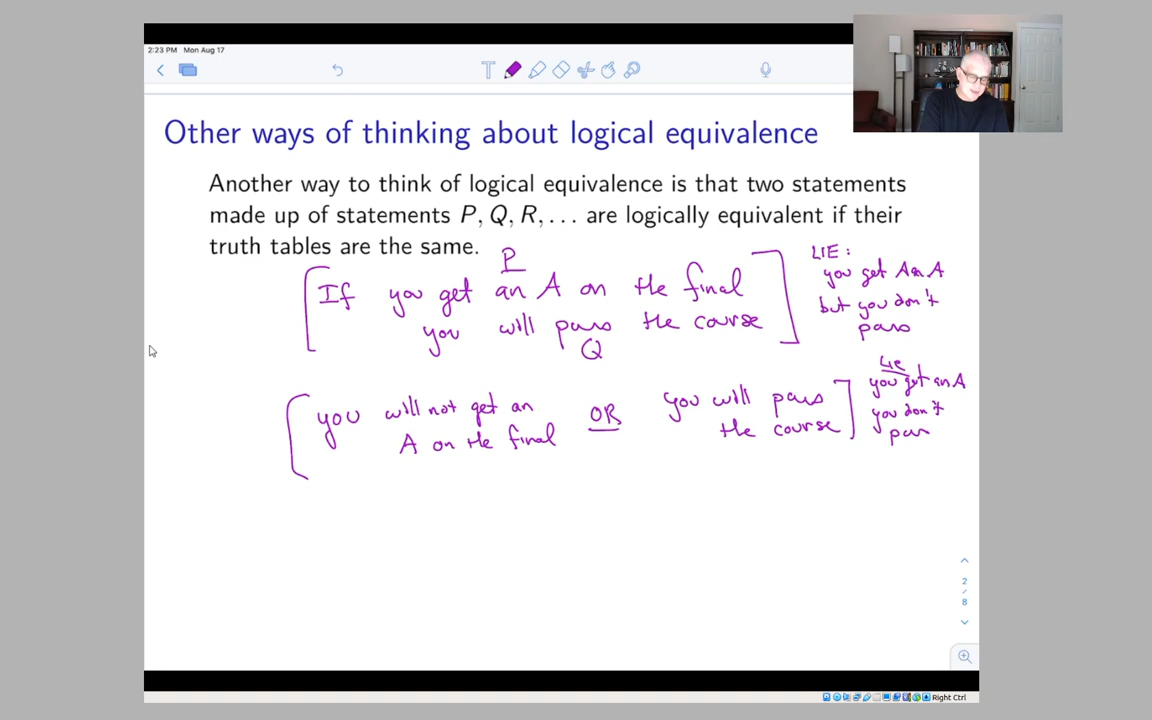 2:23 PM Mon Aug 17
Other ways of thinking about logical equivalence
Another way to think of logical equivalence is that two statements
made up of statements P, Q, R, . . . are logically equivalent if their
truth tables are the same.
P
If you get an A on the final
you will pass the course
Q
LIE:
you get An A
but you don't
pass
you will not get an
A on the final
OR
you will pass
the course
Lie
you get an A
you don't
pass
2
/
8
Right Ctrl